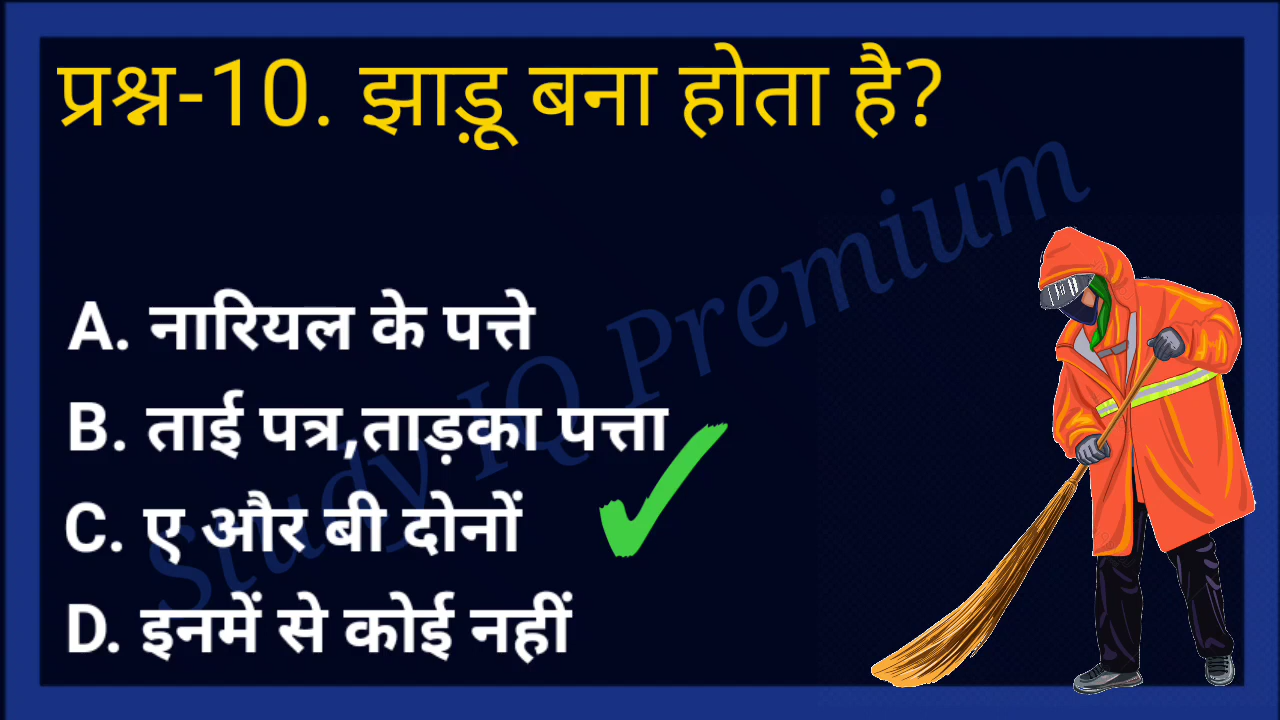 प्रश्न-10. झाड़ू बना होता है?
A. नारियल के पत्ते
B. ताई पत्र,ताड़का पत्ता
C. ए और बी दोनों
D. इनमें से कोई नहीं
Study IQ Premium